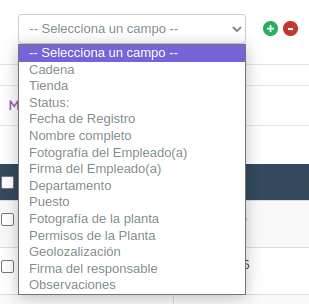 -- Selecciona un campo --
-- Selecciona un campo --
Cadena
Tienda
Status:
Fecha de Registro
Nombre completo
Fotografía del Empleado(a)
Firma del Empleado(a)
Departamento
Puesto
Fotografía de la planta
Permisos de la Planta
Geolozalización
Firma del responsable
Observaciones